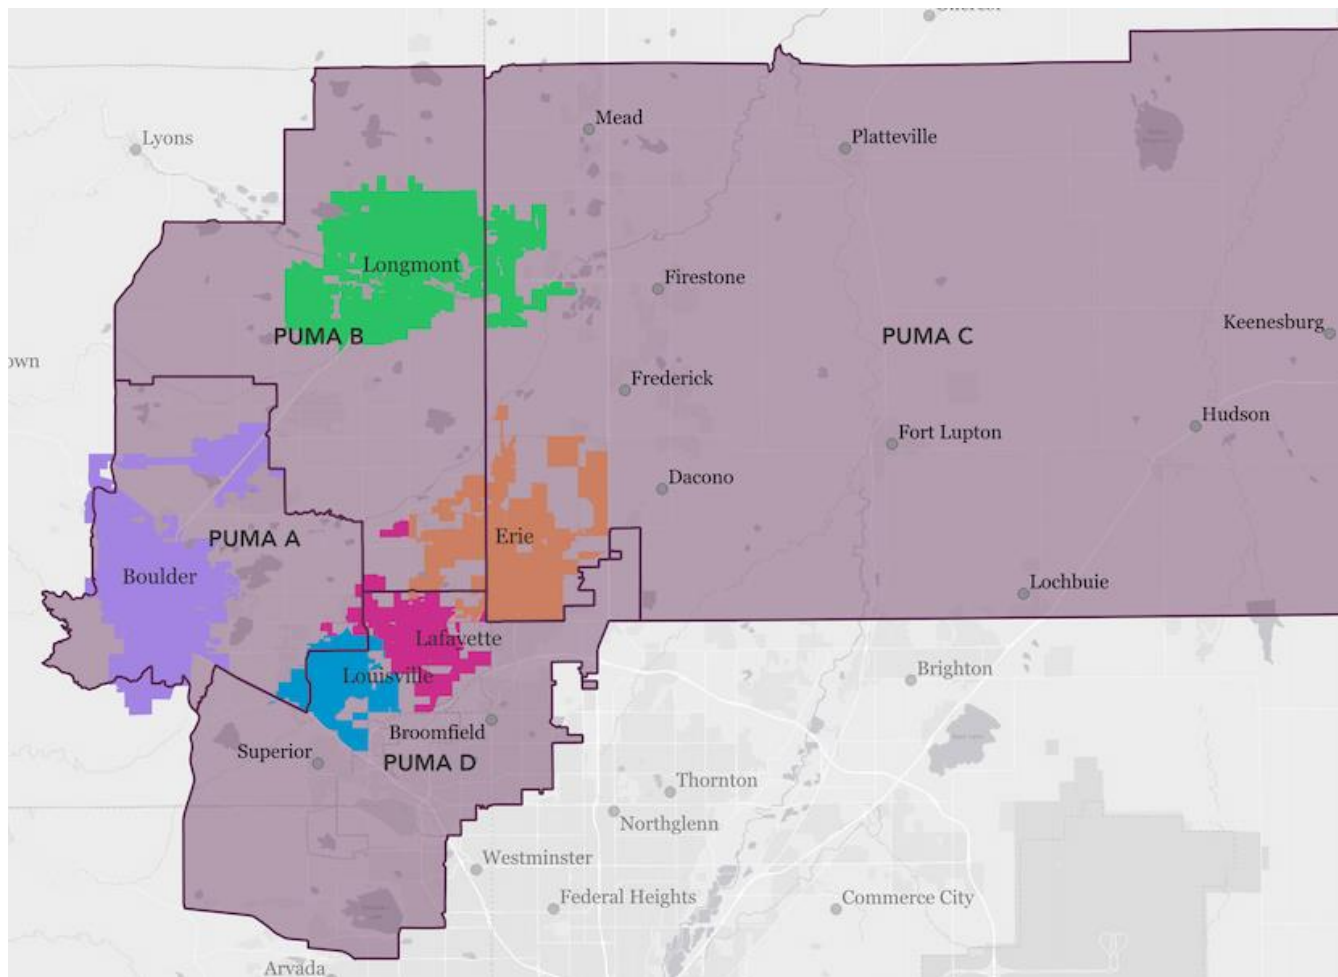 Mead
Lyons
Platteville
Longmont
Firestone
Keenesburg
PUMA B
PUMA C
own
Frederick
Hudson
Fort Lupton
Dacono
PUMA A
Erie
Boulder
Lochbuie
Lafayette
Louisville
Brighton
Broomfield
Superior
PUMA D
Thornton
Northglenn
Westminster
Federal Heights
Commerce City
Arvada